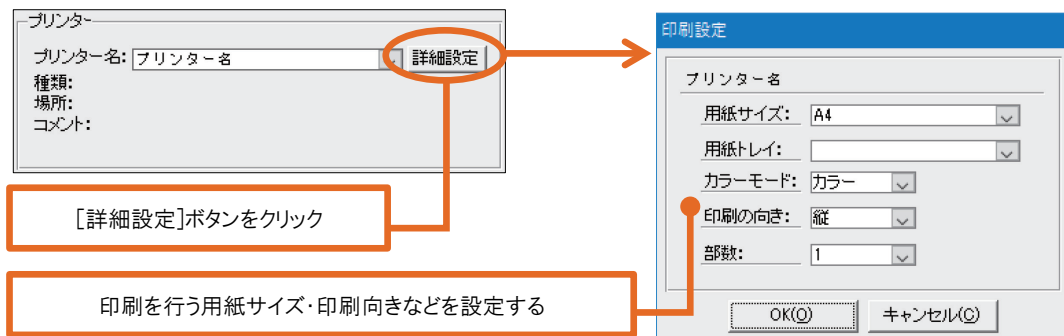 プリンター
プリンター名: プリンター名 詳細設定
種類:
場所:
コメント:
[詳細設定]ボタンをクリック
印刷を行う用紙サイズ・印刷向きなどを設定する
印刷設定
プリンター名
用紙サイズ: A4
用紙トレイ:
カラーモード: カラー
印刷の向き: 縦
部数: 1
OK(O) キャンセル(C)